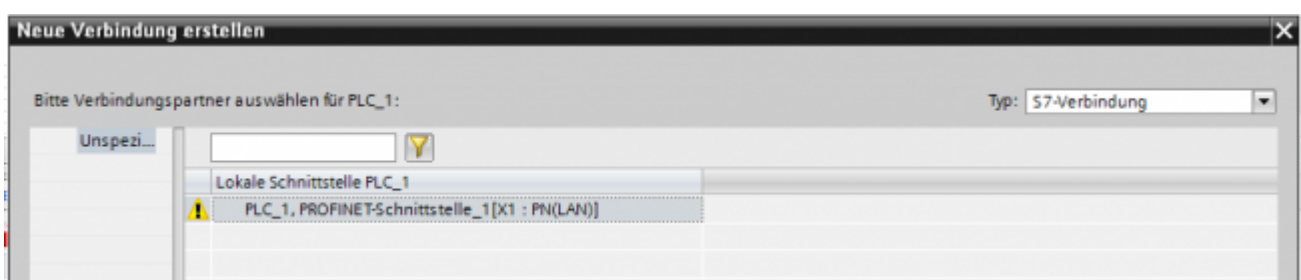 Neue Verbindung erstellen
Bitte Verbindungspartner auswählen für PLC_1:
Typ: S7-Verbindung
Unspezi...
Lokale Schnittstelle PLC_1
PLC_1, PROFINET-Schnittstelle_1[X1 : PN(LAN)]